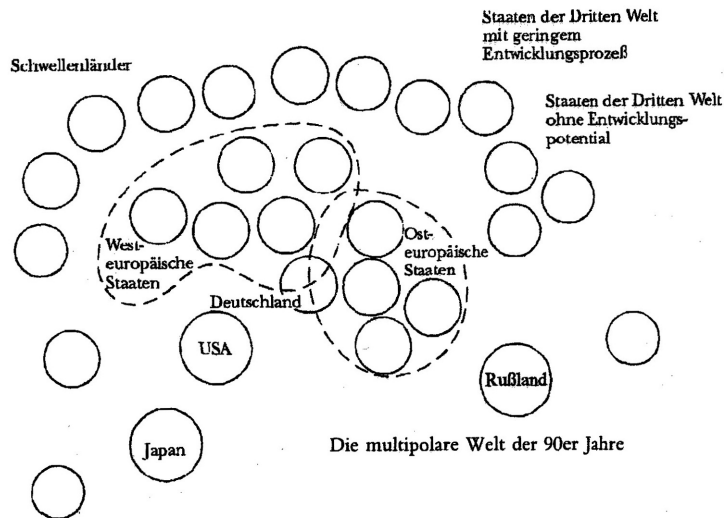 Staaten der Dritten Welt
mit geringem
Entwicklungsprozeß
Schwellenländer
Staaten der Dritten Welt
ohne Entwicklungs-
potential
West-
europäische
Staaten
Ost-
europäische
Staaten
Deutschland
USA
Rußland
Japan
Die multipolare Welt der 90er Jahre